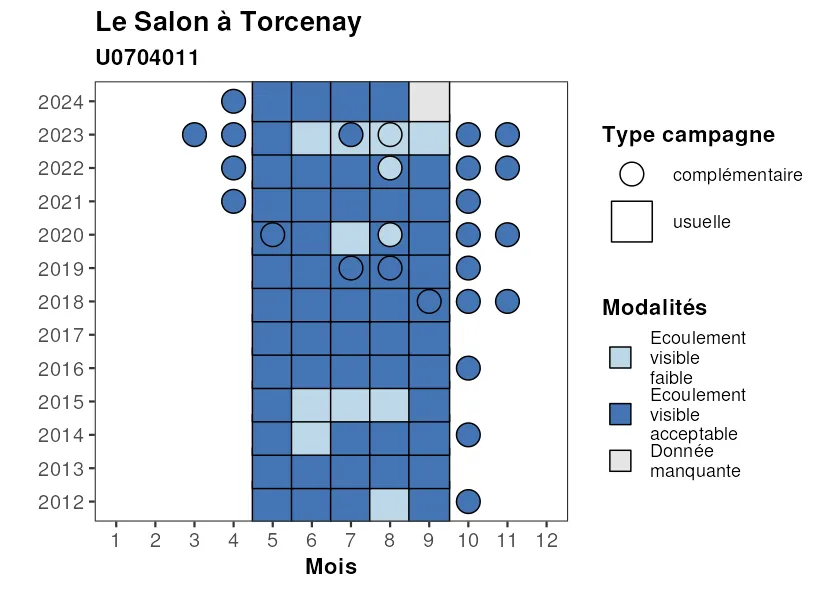 Le Salon à Torcenay
U0704011
2024
2023
2022
2021
2020
2019
2018
2017
2016
2015
2014
2013
2012
1 2 3 4 5 6 7 8 9 10 11 12
Mois
Type campagne
complémentaire
usuelle
Modalités
Ecoulement
visible
faible
Ecoulement
visible
acceptable
Donnée
manquante